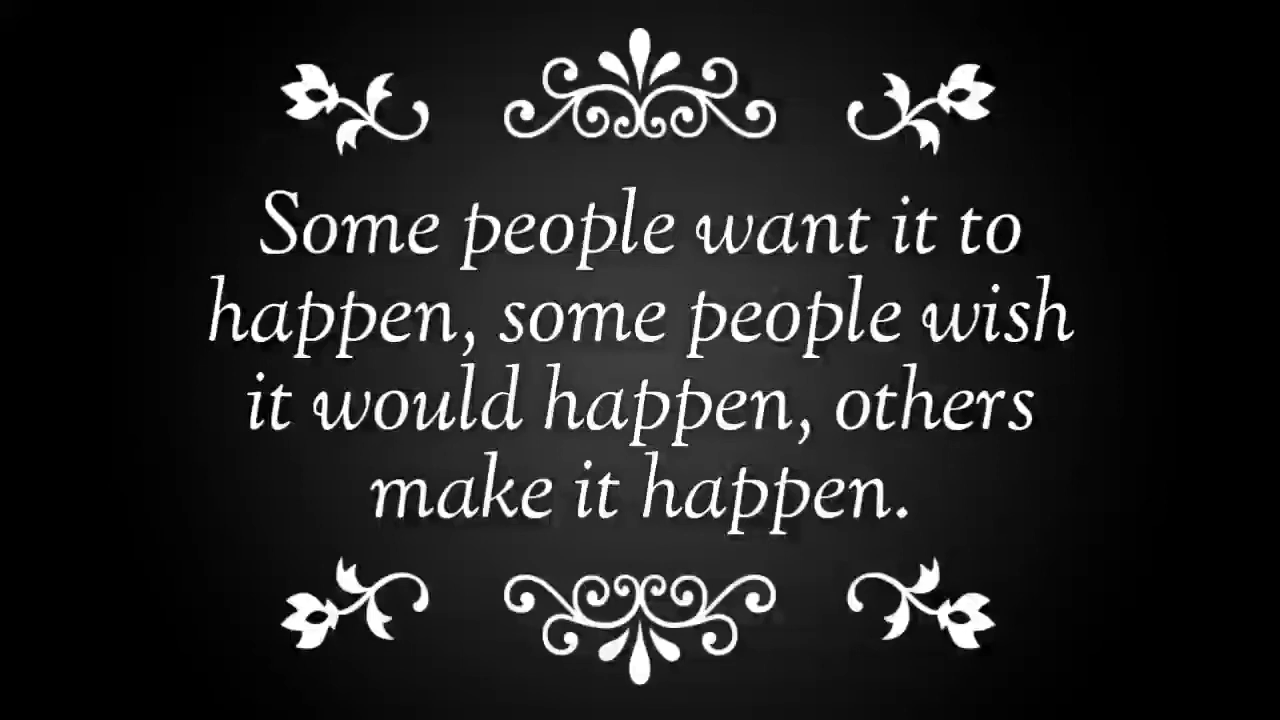 Some people want it to
happen, some people wish
it would happen, others
make it happen.